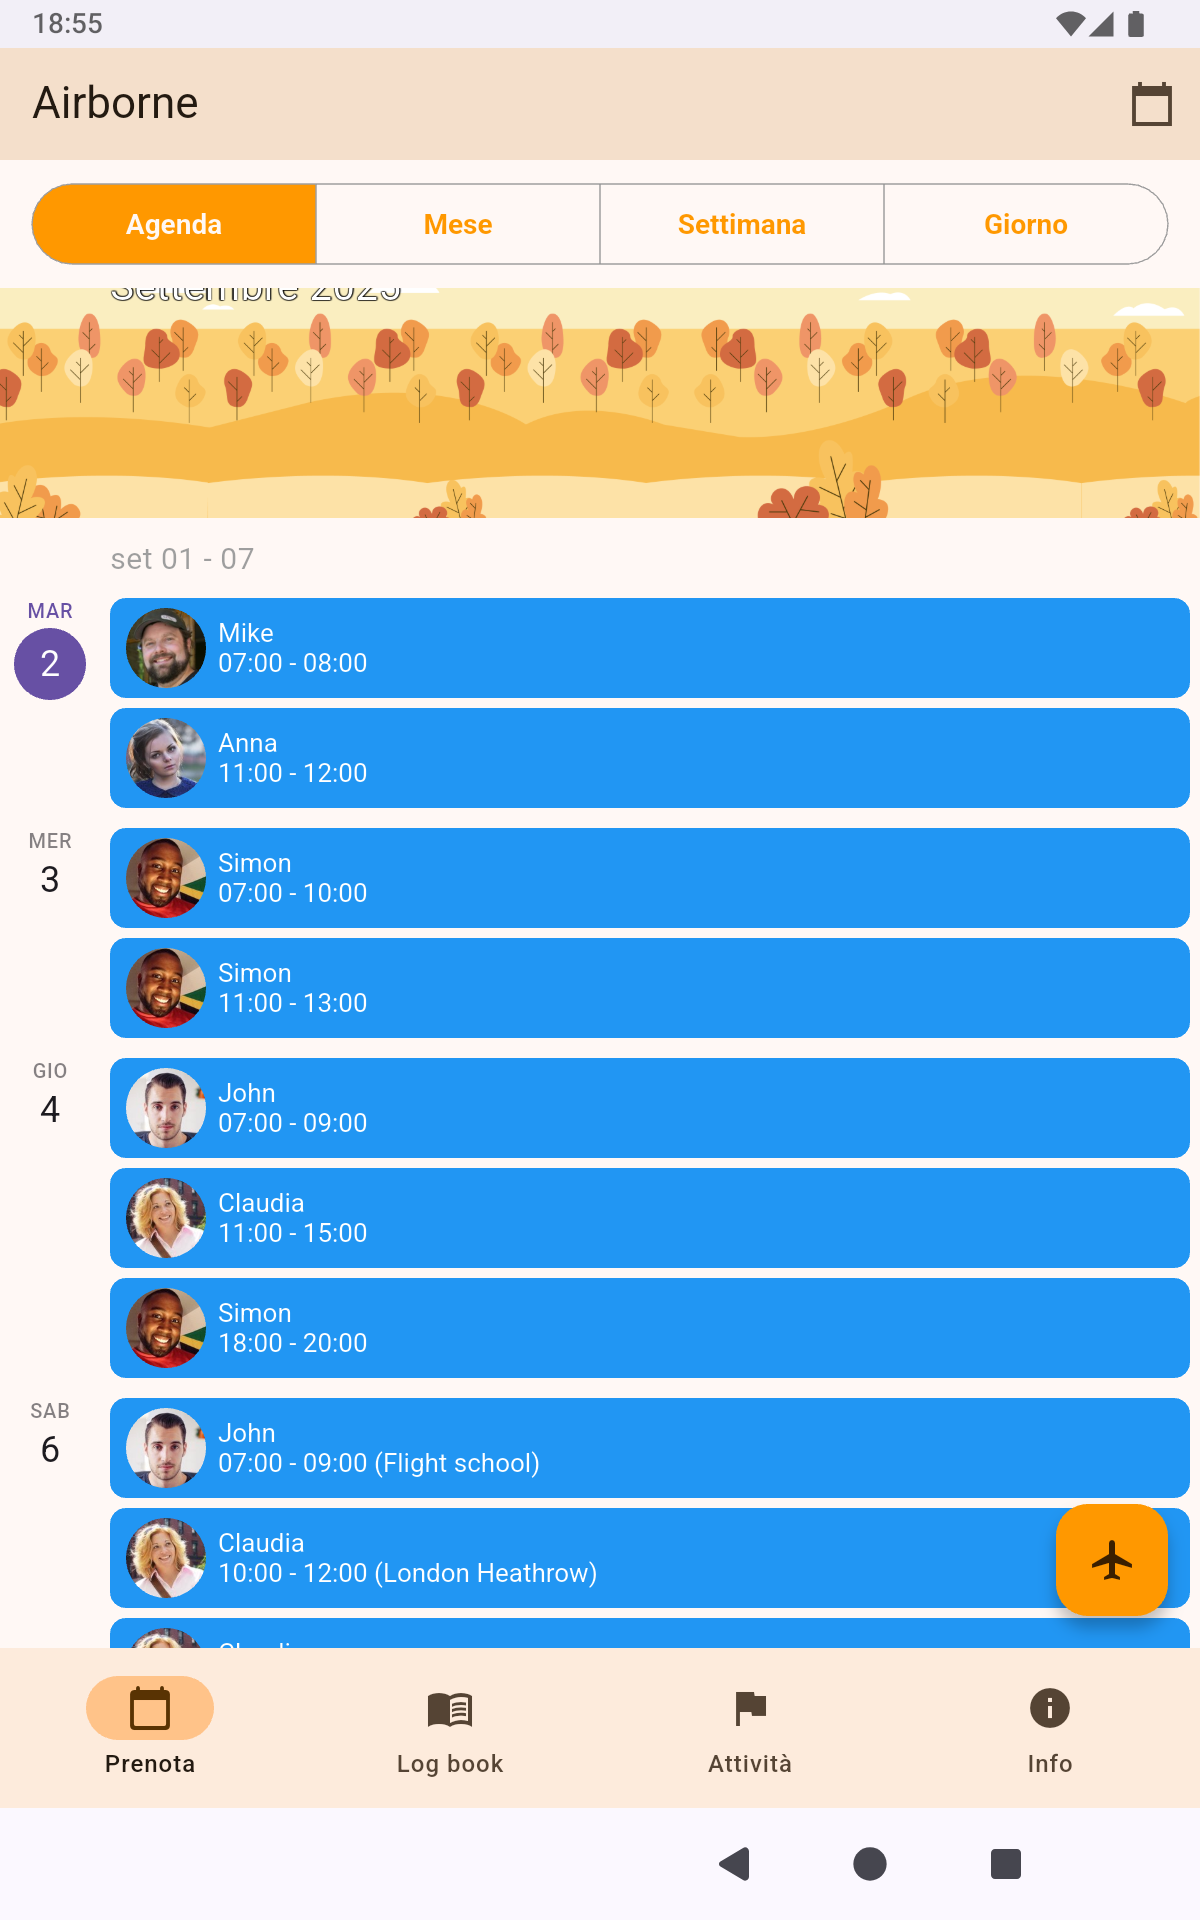 18:55
Airborne
Agenda
Mese
Settimana
Giorno
Settembre 2025
set 01 - 07
MAR
2
Mike
07:00 - 08:00
Anna
11:00 - 12:00
MER
3
Simon
07:00 - 10:00
Simon
11:00 - 13:00
GIO
4
John
07:00 - 09:00
Claudia
11:00 - 15:00
Simon
18:00 - 20:00
SAB
6
John
07:00 - 09:00 (Flight school)
Claudia
10:00 - 12:00 (London Heathrow)
Claudia
Prenota
Log book
Attività
Info